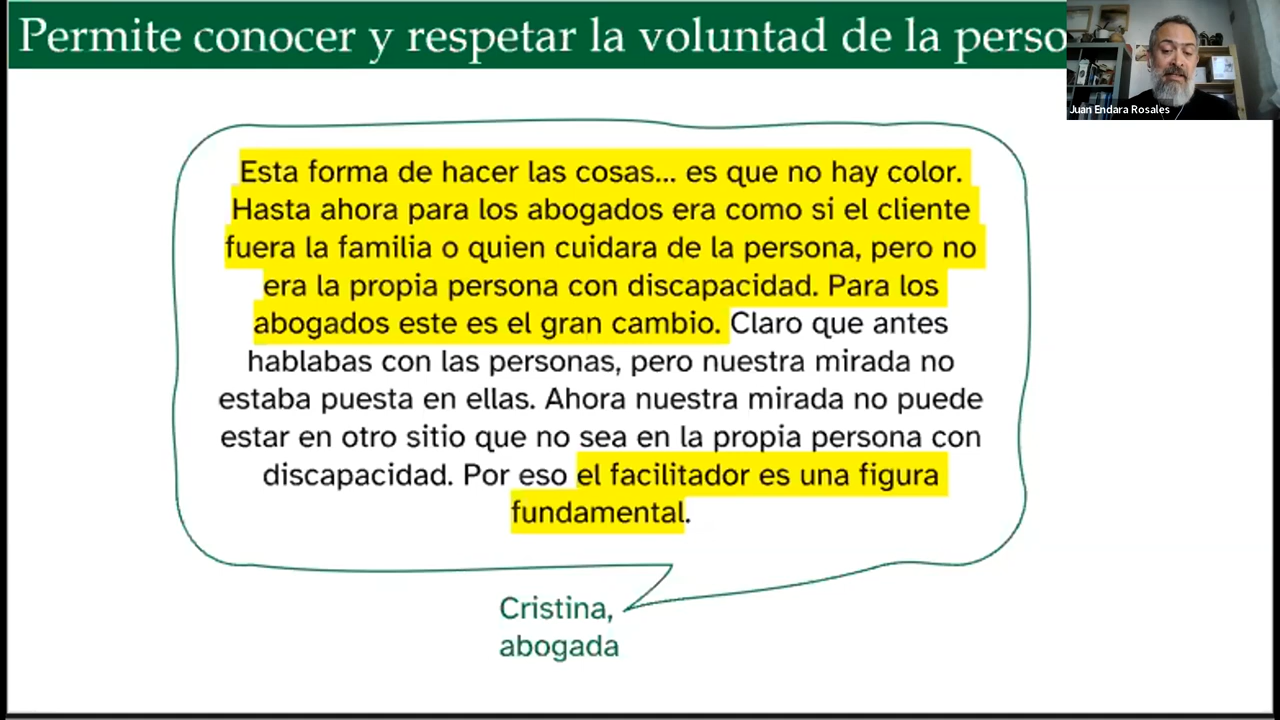 Permite conocer y respetar la voluntad de la perso
Juan Endara Rosales
Esta forma de hacer las cosas... es que no hay color.
Hasta ahora para los abogados era como si el cliente
fuera la familia o quien cuidara de la persona, pero no
era la propia persona con discapacidad. Para los
abogados este es el gran cambio. Claro que antes
hablabas con las personas, pero nuestra mirada no
estaba puesta en ellas. Ahora nuestra mirada no puede
estar en otro sitio que no sea en la propia persona con
discapacidad. Por eso el facilitador es una figura
fundamental.
Cristina,
abogada